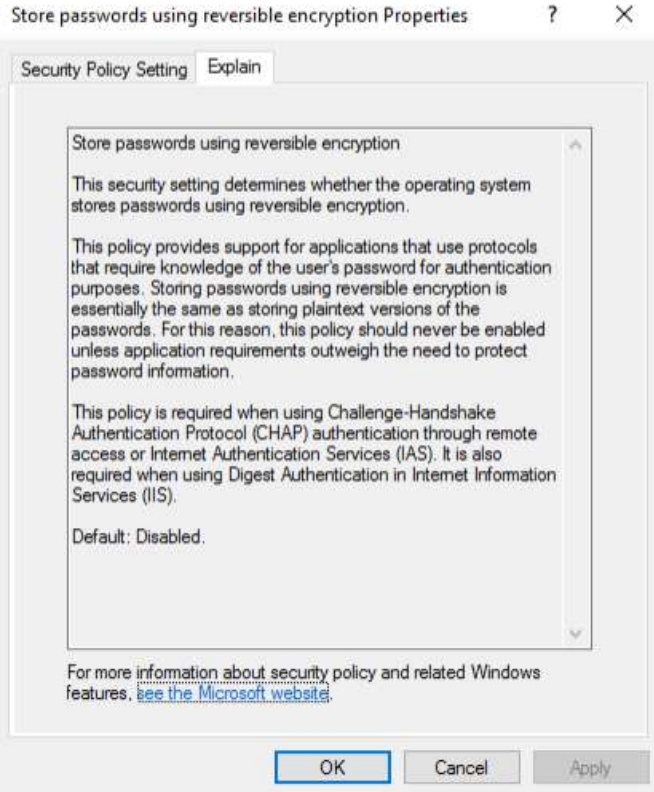 Store passwords using reversible encryption Properties ?
Security Policy Setting Explain
Store passwords using reversible encryption
This security setting determines whether the operating system
stores passwords using reversible encryption.
This policy provides support for applications that use protocols
that require knowledge of the user's password for authentication
purposes. Storing passwords using reversible encryption is
essentially the same as storing plaintext versions of the
passwords. For this reason, this policy should never be enabled
unless application requirements outweigh the need to protect
password information.
This policy is required when using Challenge-Handshake
Authentication Protocol (CHAP) authentication through remote
access or Internet Authentication Services (IAS). It is also
required when using Digest Authentication in Internet Information
Services (IIS).
Default: Disabled.
For more information about security policy and related Windows
features, see the Microsoft website.
OK Cancel Apply